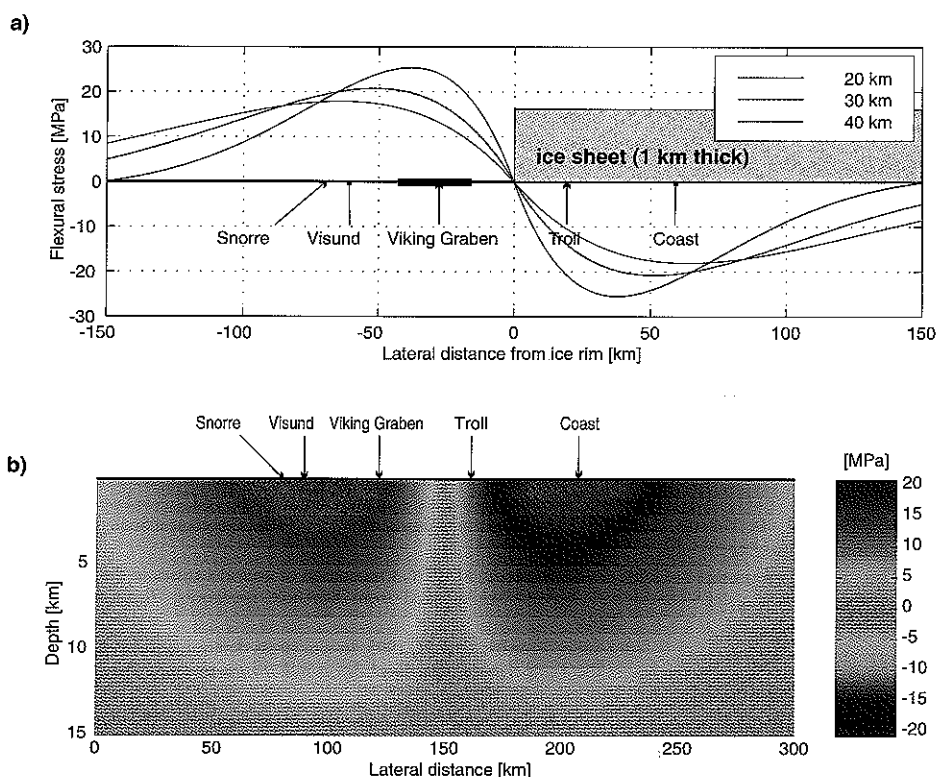 a)
30
20
10
0
-10
-20
-30
Flexural stress [MPa]
20 km
30 km
40 km
ice sheet (1 km thick)
Snorre Visund Viking Graben Troll Coast
-150 -100 -50 0 50 100 150
Lateral distance from ice rim [km]
b)
Snorre Visund Viking Graben Troll Coast
[MPa]
5
10
15
Depth [km]
0 50 100 150 200 250 300
Lateral distance [km]
20
15
10
5
0
-5
-10
-15
-20